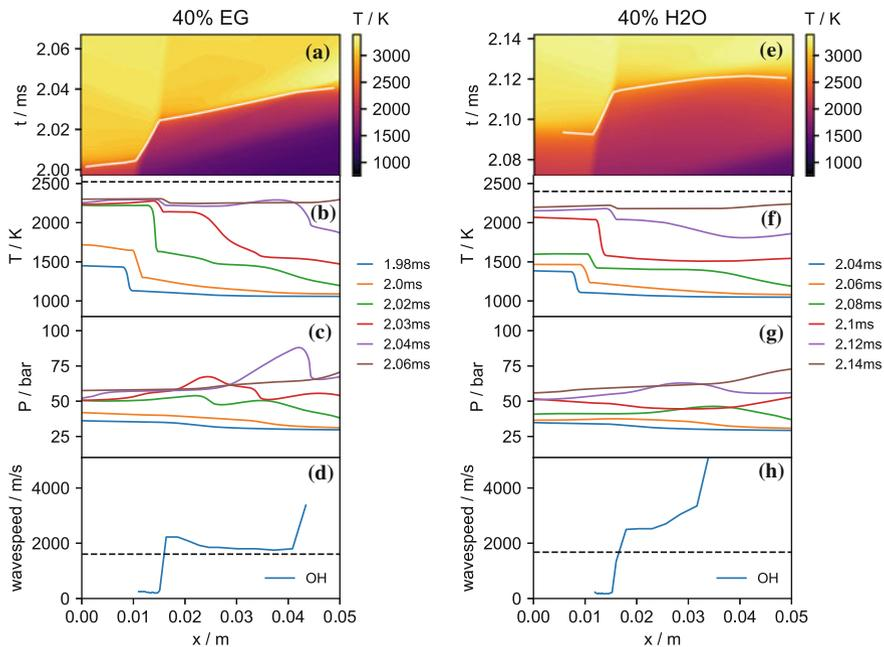 40% EG
T / K
40% H2O
T / K
(a)
t / ms
2.06
2.04
2.02
2.00
3000
2500
2000
1500
1000
(e)
t / ms
2.14
2.12
2.10
2.08
3000
2500
2000
1500
1000
(b)
T / K
2500
2000
1500
1000
(f)
T / K
2500
2000
1500
1000
1.98ms
2.0ms
2.02ms
2.03ms
2.04ms
2.06ms
2.04ms
2.06ms
2.08ms
2.1ms
2.12ms
2.14ms
(c)
P / bar
100
75
50
25
(g)
P / bar
100
75
50
25
(d)
wavespeed / m/s
4000
2000
0
OH
0.00 0.01 0.02 0.03 0.04 0.05
x / m
(h)
wavespeed / m/s
4000
2000
0
OH
0.00 0.01 0.02 0.03 0.04 0.05
x / m